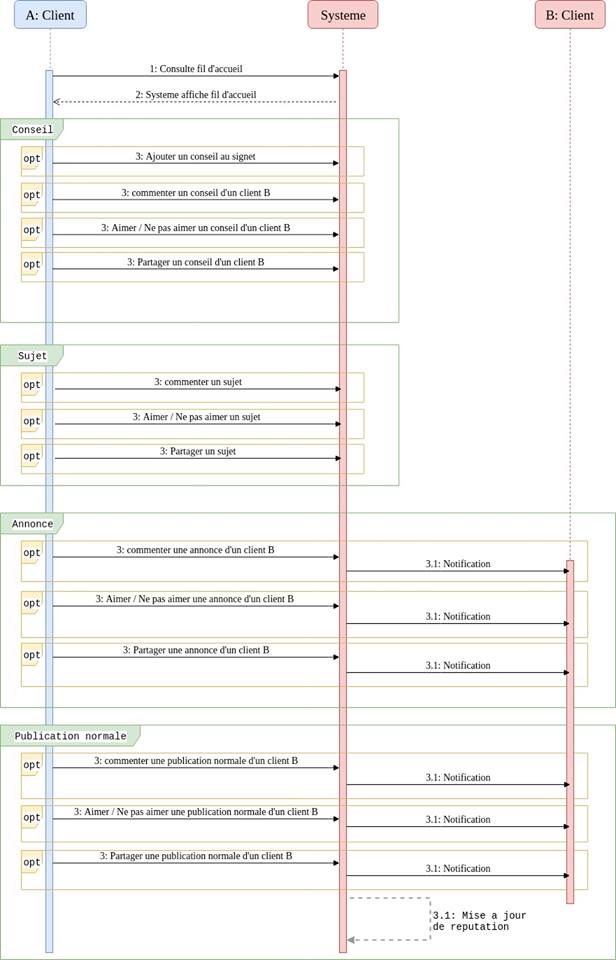 A: Client
Systeme
B: Client
1: Consulte fil d'accueil
2: Systeme affiche fil d'accueil
Conseil
opt
3: Ajouter un conseil au signet
opt
3: commenter un conseil d'un client B
opt
3: Aimer / Ne pas aimer un conseil d'un client B
opt
3: Partager un conseil d'un client B
Sujet
opt
3: commenter un sujet
opt
3: Aimer / Ne pas aimer un sujet
opt
3: Partager un sujet
Annonce
opt
3: commenter une annonce d'un client B
3.1: Notification
opt
3: Aimer / Ne pas aimer une annonce d'un client B
3.1: Notification
opt
3: Partager une annonce d'un client B
3.1: Notification
Publication normale
opt
3: commenter une publication normale d'un client B
3.1: Notification
opt
3: Aimer / Ne pas aimer une publication normale d'un client B
3.1: Notification
opt
3: Partager une publication normale d'un client B
3.1: Notification
3.1: Mise a jour
de reputation